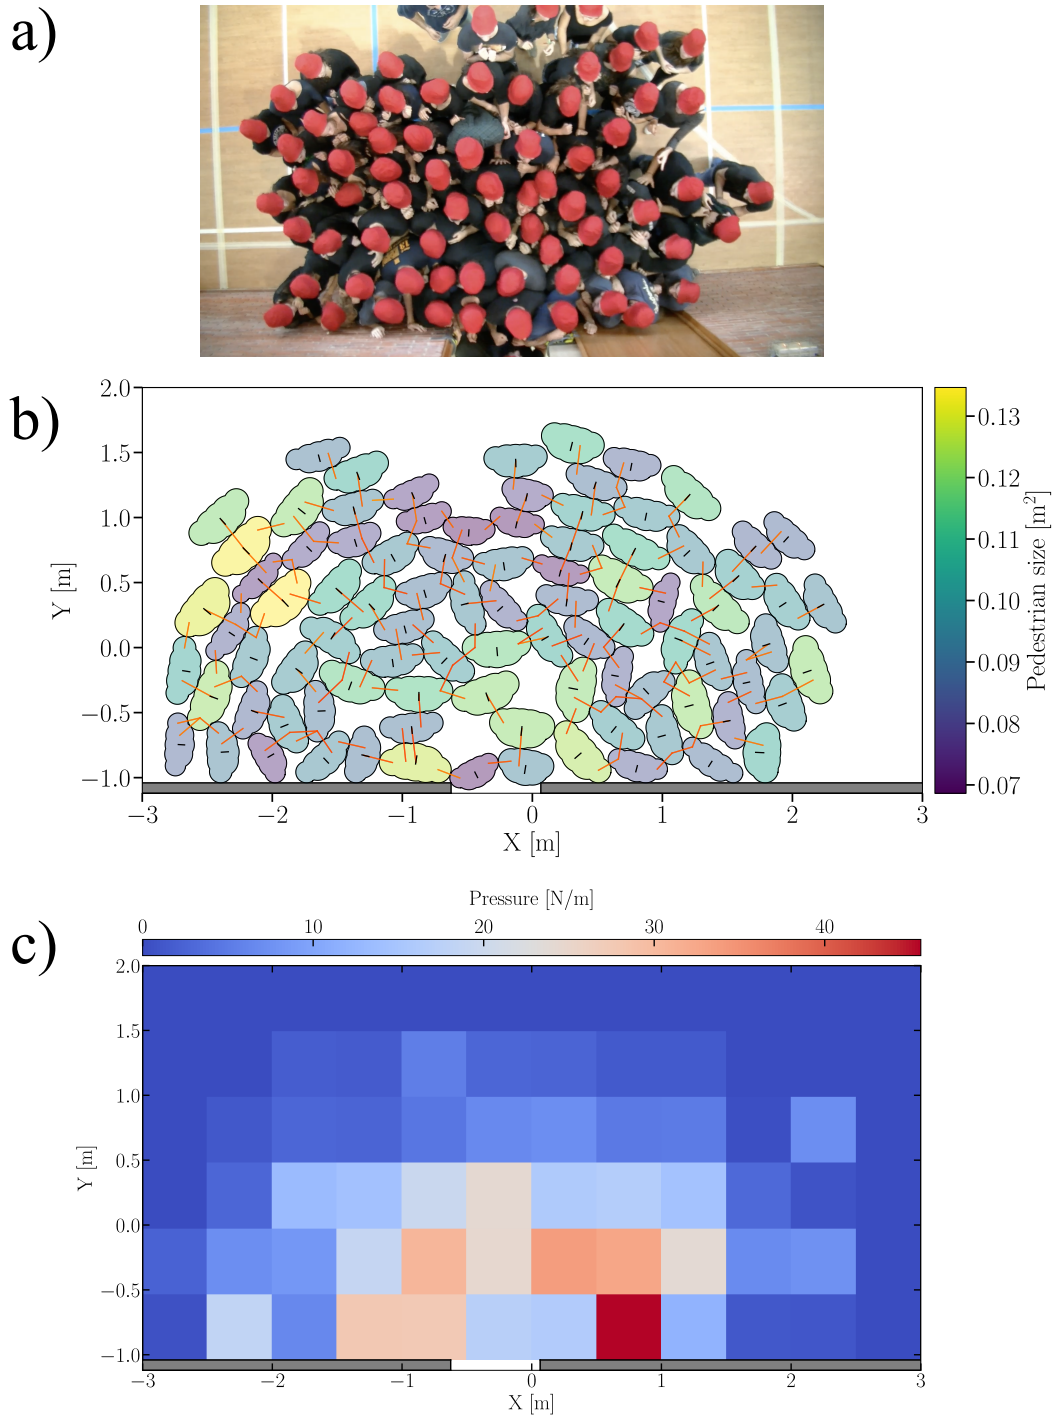 a)
b)
2.0
1.5
1.0
0.5
0.0
−0.5
−1.0
Y [m]
−3 −2 −1 0 1 2 3
X [m]
0.13
0.12
0.11
0.10
0.09
0.08
0.07
Pedestrian size [m²]
c)
Pressure [N/m]
0 10 20 30 40
2.0
1.5
1.0
0.5
0.0
−0.5
−1.0
Y [m]
−3 −2 −1 0 1 2 3
X [m]